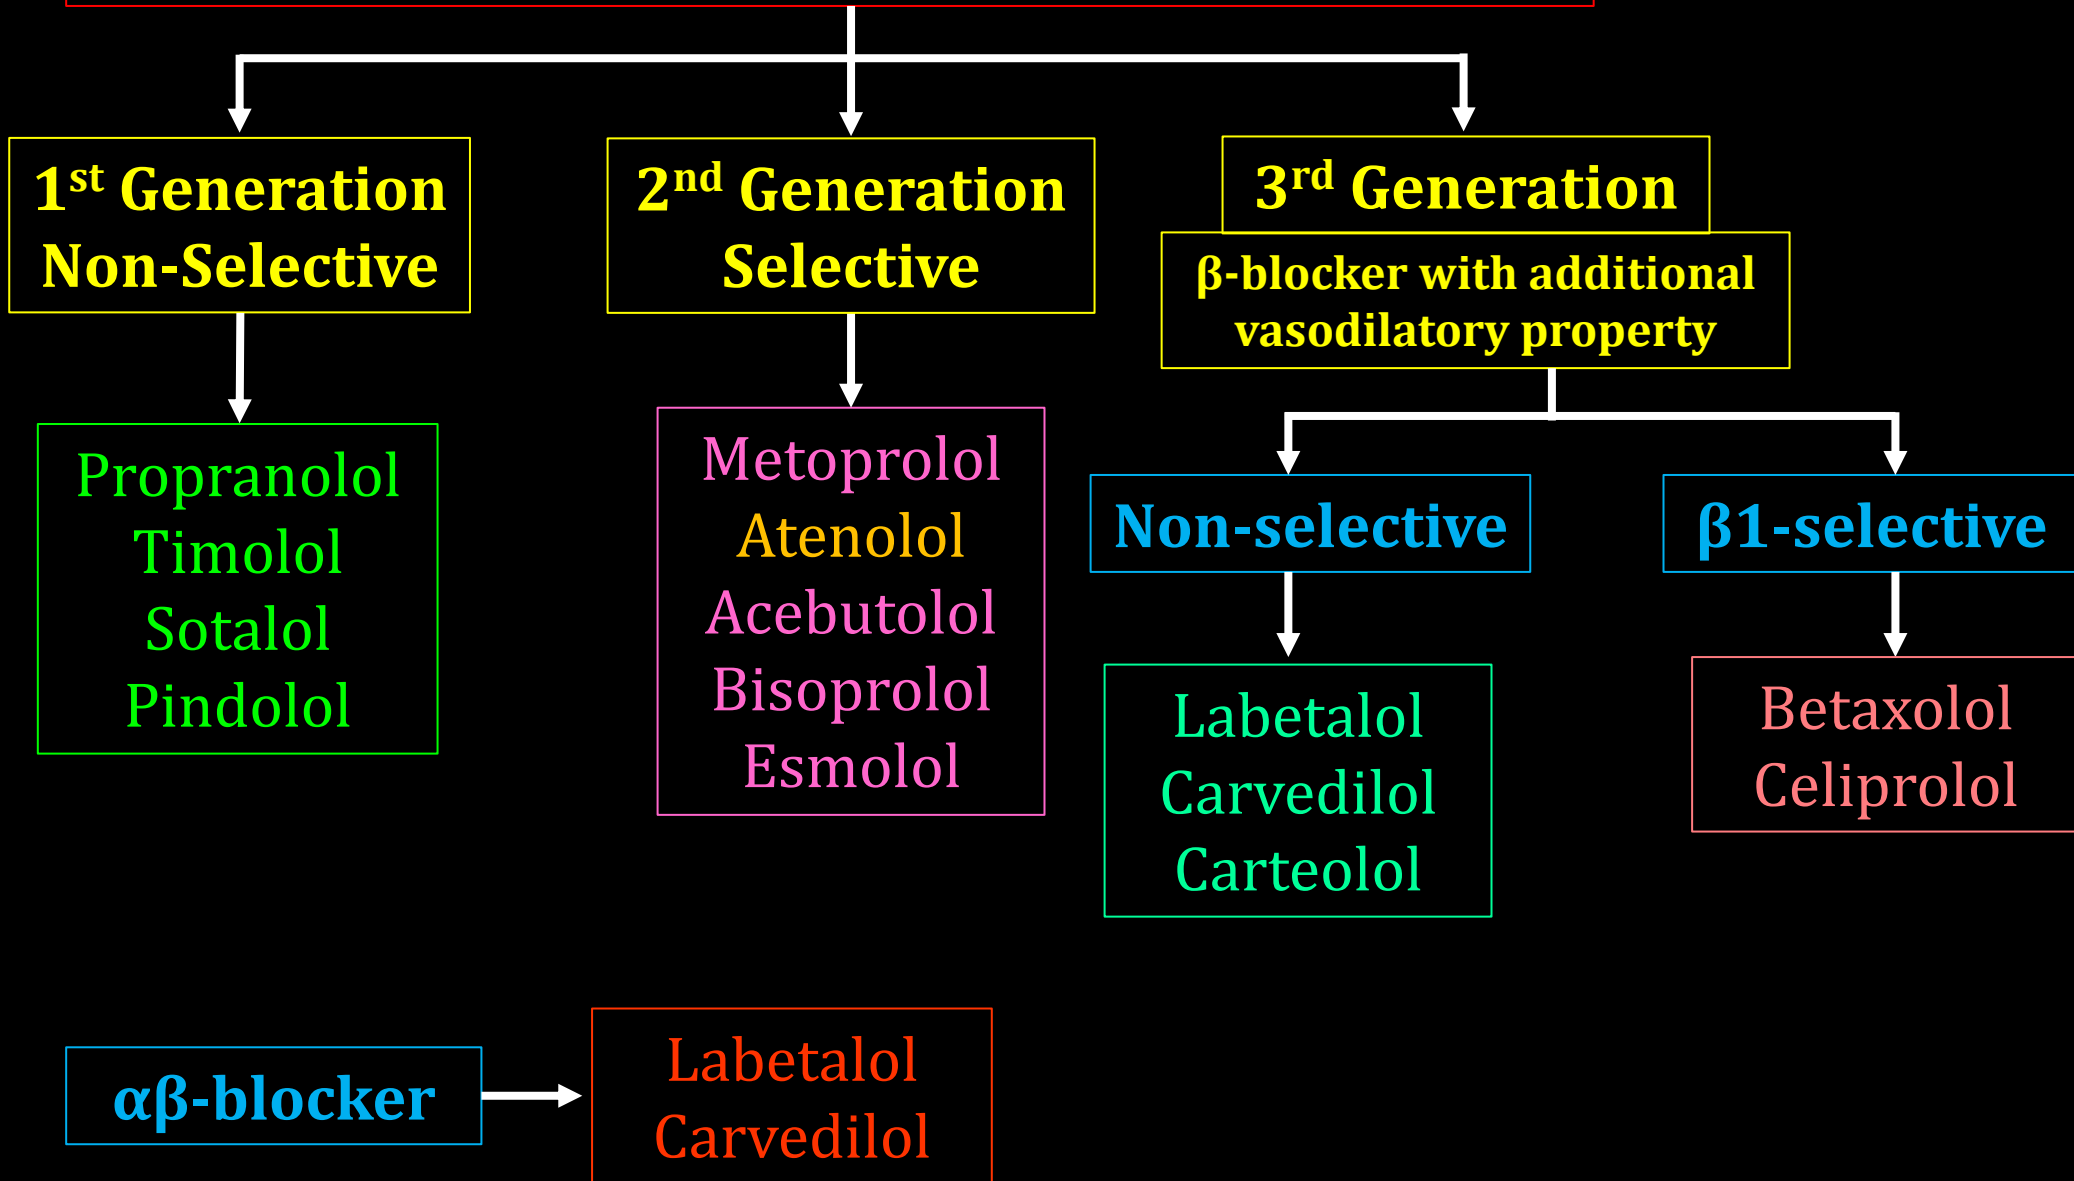 1st Generation
Non-Selective
2nd Generation
Selective
3rd Generation
β-blocker with additional
vasodilatory property
Propranolol
Timolol
Sotalol
Pindolol
Metoprolol
Atenolol
Acebutolol
Bisoprolol
Esmolol
Non-selective
β1-selective
Labetalol
Carvedilol
Carteolol
Betaxolol
Celiprolol
αβ-blocker
Labetalol
Carvedilol